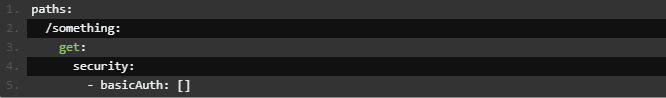 1. paths:
2.   /something:
3.     get:
4.       security:
5.         - basicAuth: []